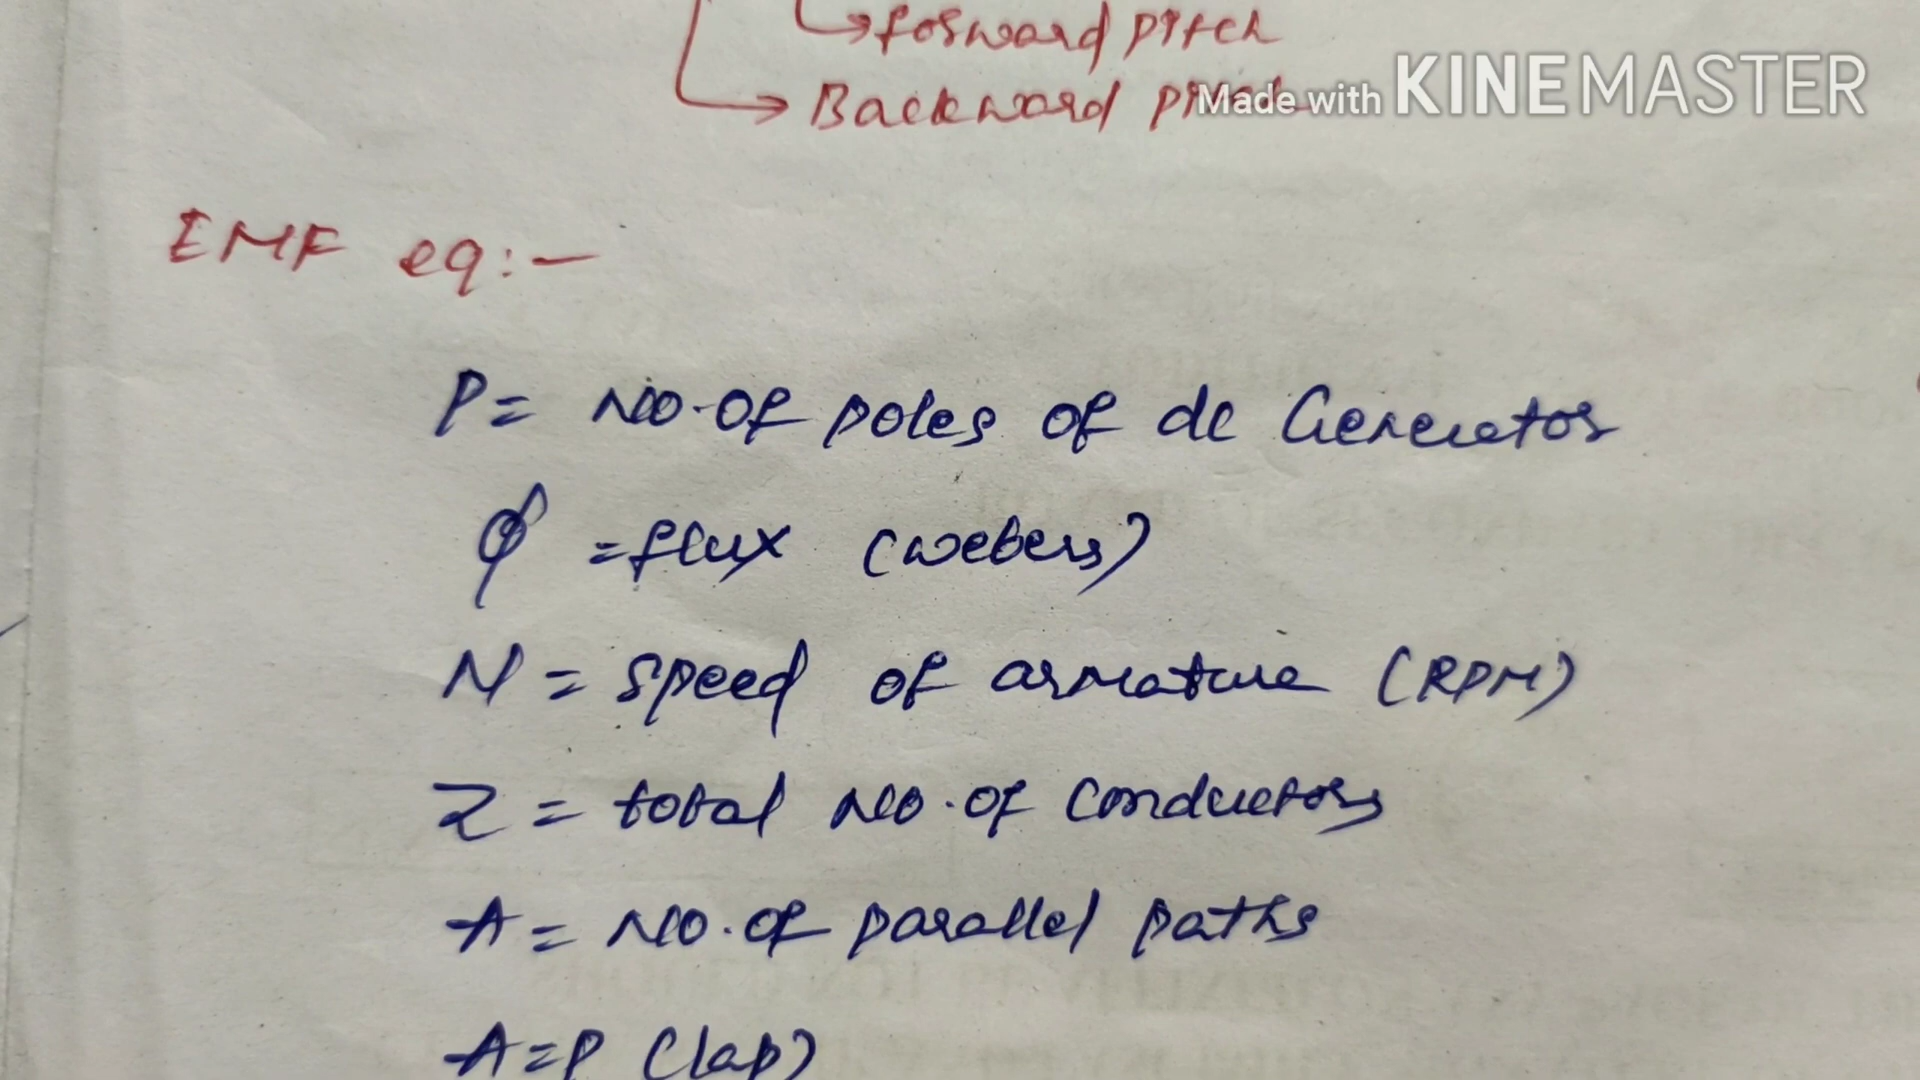 forward pitch
Backward pitch
Made with KINEMASTER
EMF eq:-
P = No. of poles of dc Generator
φ = flux (webers)
N = speed of armature (RPM)
Z = total No. of conductors
A = No. of parallel paths
A = P (lap)